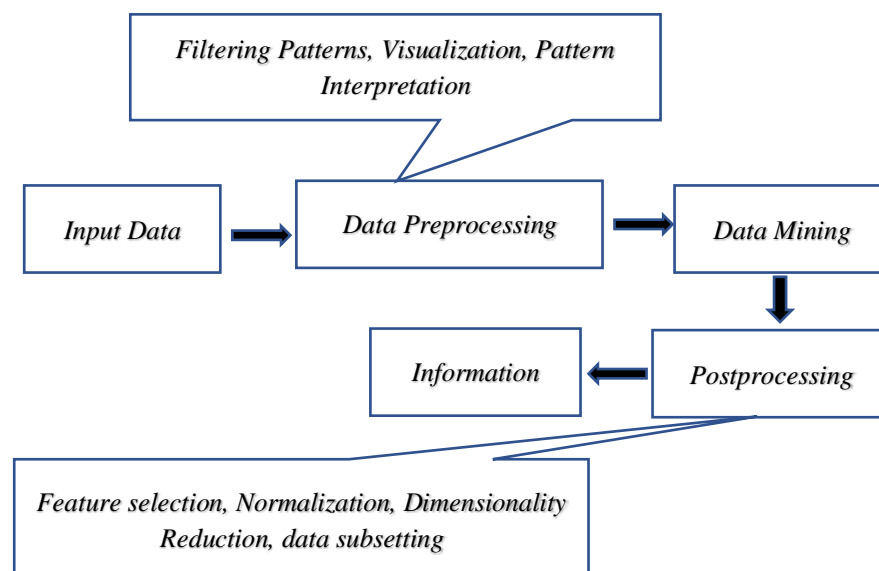 Filtering Patterns, Visualization, Pattern
Interpretation
Input Data
Data Preprocessing
Data Mining
Information
Postprocessing
Feature selection, Normalization, Dimensionality
Reduction, data subsetting